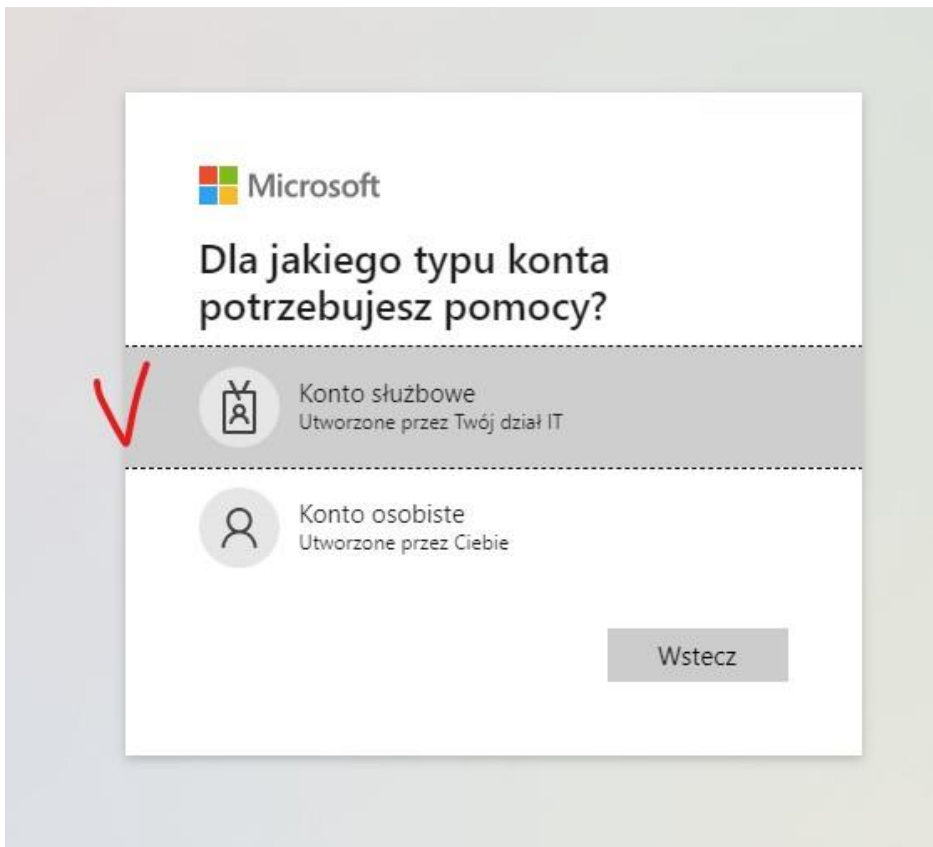 Microsoft
Dla jakiego typu konta
potrzebujesz pomocy?
Konto służbowe
Utworzone przez Twój dział IT
Konto osobiste
Utworzone przez Ciebie
Wstecz